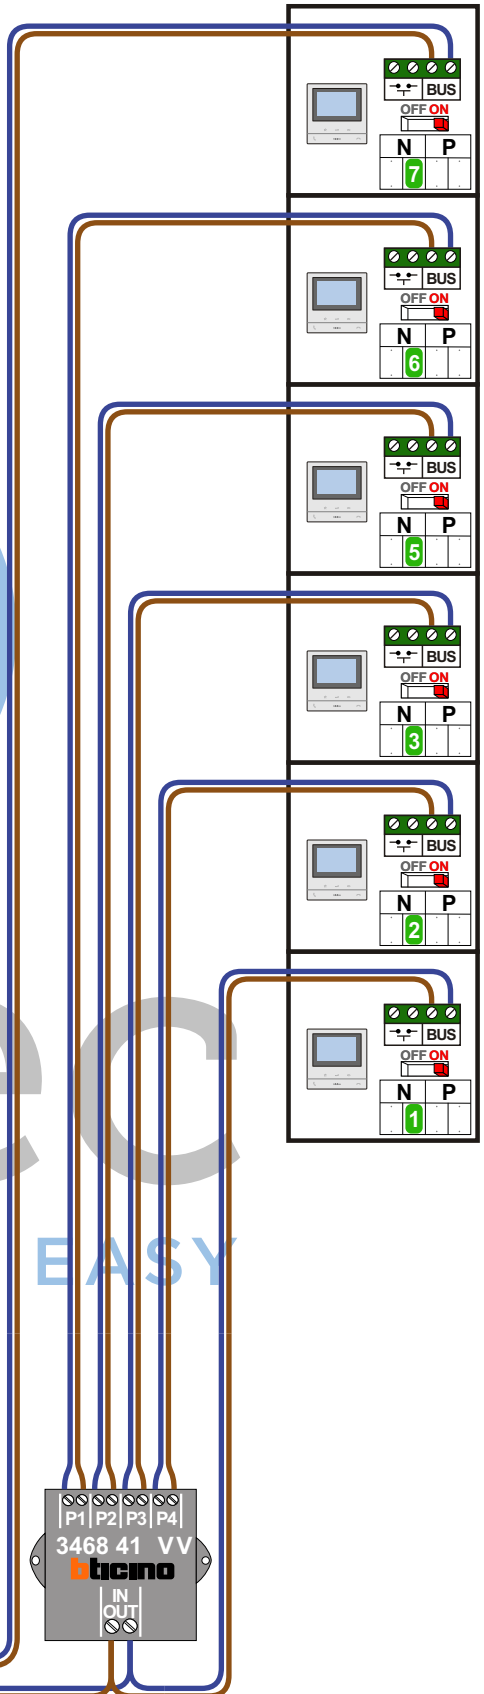 BUS
OFF ON
N P
7
BUS
OFF ON
N P
6
BUS
OFF ON
N P
5
BUS
OFF ON
N P
3
BUS
OFF ON
N P
2
BUS
OFF ON
N P
1
ec
EASY
P1 P2 P3 P4
3468 41 VV
bticino
IN
OUT